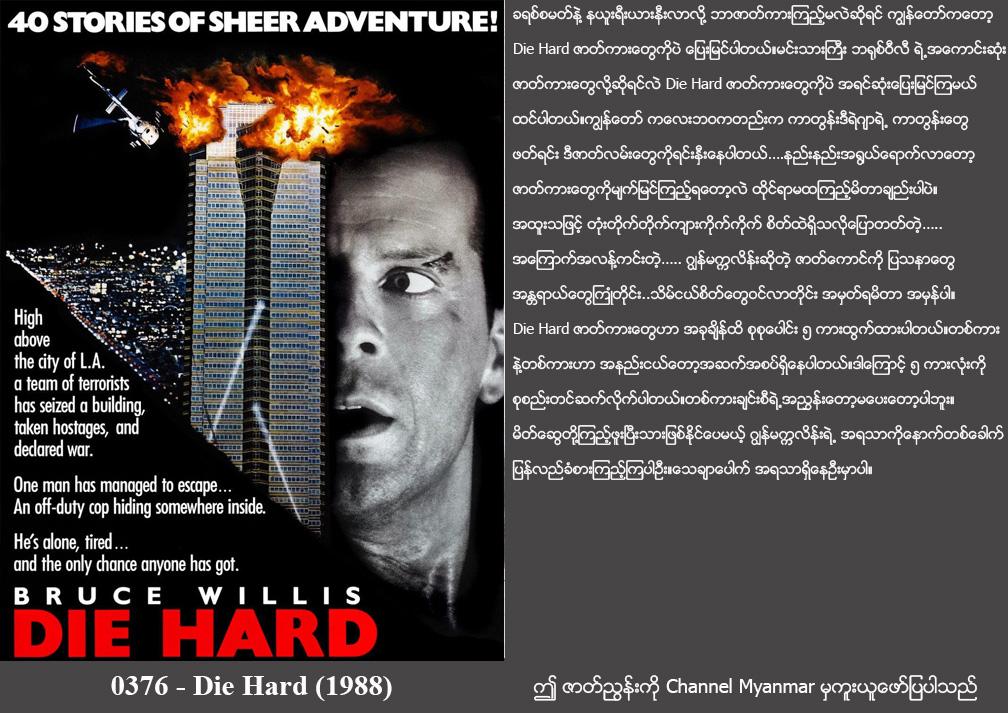 40 STORIES OF SHEER ADVENTURE!
High
above
the city of L.A.
a team of terrorists
has seized a building,
taken hostages, and
declared war.
One man has managed to escape...
An off-duty cop hiding somewhere inside.
He's alone, tired...
and the only chance anyone has got.
BRUCE WILLIS
DIE HARD
0376 - Die Hard (1988)
ခရစ်စမတ်နဲ့ နယူးရီးယားနီးလာလို့ ဘာဇာတ်ကားကြည့်မလဲဆိုရင် ကျွန်တော်ကတော့
Die Hard ဇာတ်ကားတွေကိုပဲ ပြေးမြင်ပါတယ်။မင်းသားကြီး ဘရုစ်ဝီလီ ရဲ့ အကောင်းဆုံး
ဇာတ်ကားတွေလို့ဆိုရင်လဲ Die Hard ဇာတ်ကားတွေကိုပဲ အရင်ဆုံးပြေးမြင်ကြမယ်
ထင်ပါတယ်။ကျွန်တော် ကလေးဘဝကတည်းက ကာတွန်းဒီရဲဂျာရဲ့ ကာတွန်းတွေ
ဖတ်ရင်း ဒီဇာတ်လမ်းတွေကိုရင်းနီးနေပါတယ်....နည်းနည်းအရွယ်ရောက်လာတော့
ဇာတ်ကားတွေကိုမျက်မြင်ကြည့်ရတော့လဲ ထိုင်ရာမထကြည့်မိတာချည်းပါပဲ။
အထူးသဖြင့် တုံးတိုက်တိုက်ကျားကိုက်ကိုက် စိတ်ထဲရှိသလိုပြောတတ်တဲ့.....
အကြောက်အလန့်ကင်းတဲ့..... ဂျွန်မက္ကလိန်းဆိုတဲ့ ဇာတ်ကောင်ကို ပြသနာတွေ
အန္တရာယ်တွေကြုံတိုင်း..သိမ်ငယ်စိတ်တွေဝင်လာတိုင်း အမှတ်ရမိတာ အမှန်ပါ။
Die Hard ဇာတ်ကားတွေဟာ အခုချိန်ထိ စုစုပေါင်း ၅ ကားထွက်ထားပါတယ်။တစ်ကား
နဲ့တစ်ကားဟာ အနည်းငယ်တော့အဆက်အစပ်ရှိနေပါတယ်။ဒါကြောင့် ၅ ကားလုံးကို
စုစည်းတင်ဆက်လိုက်ပါတယ်။တစ်ကားချင်းစီရဲ့အညွှန်းတော့မပေးတော့ပါဘူး။
မိတ်ဆွေတို့ကြည့်ဖူးပြီးသားဖြစ်နိုင်ပေမယ့် ဂျွန်မက္ကလိန်းရဲ့ အရသာကိုနောက်တစ်ခေါက်
ပြန်လည်ခံစားကြည့်ကြပါဦး။သေချာပေါက် အရသာရှိနေဦးမှာပါ။
ဤ ဇာတ်ညွှန်းကို Channel Myanmar မှကူးယူဖော်ပြပါသည်